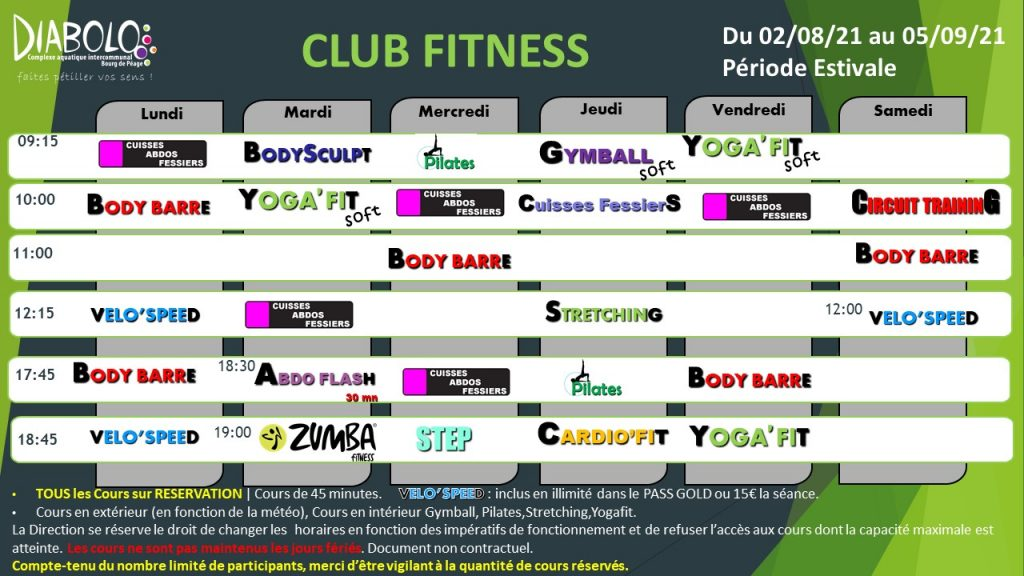 DIABOLO
Complexe aquatique intercommunal
Bourg de Péage
faites pétiller vos sens !
CLUB FITNESS
Du 02/08/21 au 05/09/21
Période Estivale
Lundi Mardi Mercredi Jeudi Vendredi Samedi
09:15 CUISSES ABDOS FESSIERS BODYSCULPT Pilates GYMBALL soft YOGA'FIT soft
10:00 BODY BARRE YOGA'FIT soft CUISSES ABDOS FESSIERS CUISSES FESSIERS CUISSES ABDOS FESSIERS CIRCUIT TRAINING
11:00 BODY BARRE BODY BARRE
12:15 VELO'SPEED CUISSES ABDOS FESSIERS STRETCHING 12:00 VELO'SPEED
17:45 BODY BARRE 18:30 ABDO FLASH 30 mn CUISSES ABDOS FESSIERS Pilates BODY BARRE
18:45 VELO'SPEED 19:00 ZUMBA FITNESS STEP CARDIO'FIT YOGA'FIT
• TOUS les Cours sur RESERVATION | Cours de 45 minutes. VELO'SPEED : inclus en illimité dans le PASS GOLD ou 15€ la séance.
• Cours en extérieur (en fonction de la météo), Cours en intérieur Gymball, Pilates,Stretching,Yogafit.
La Direction se réserve le droit de changer les horaires en fonction des impératifs de fonctionnement et de refuser l'accès aux cours dont la capacité maximale est
atteinte. Les cours ne sont pas maintenus les jours fériés. Document non contractuel.
Compte-tenu du nombre limité de participants, merci d'être vigilant à la quantité de cours réservés.